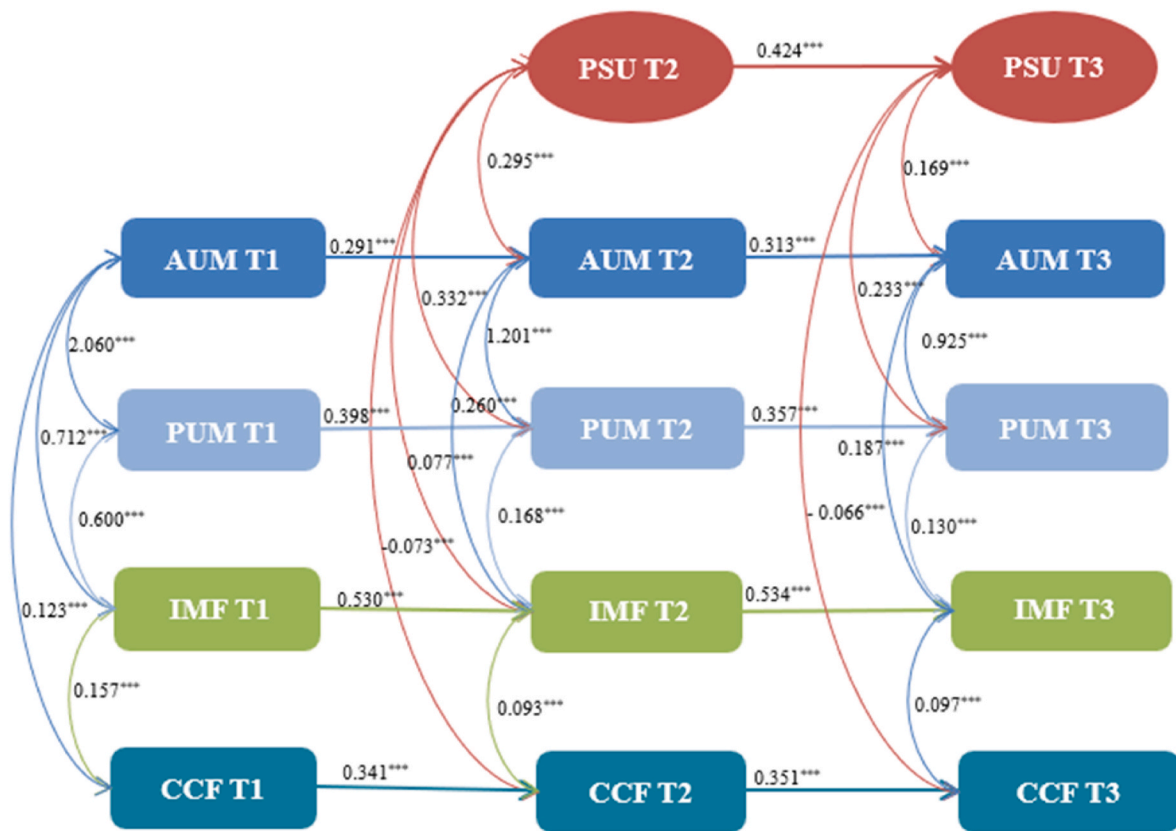 PSU T2
0.424***
PSU T3
0.295***
0.169***
AUM T1
0.291***
AUM T2
0.313***
AUM T3
0.332***
0.233***
2.060***
1.201***
0.925***
PUM T1
0.398***
0.260***
PUM T2
0.357***
PUM T3
0.712***
0.077***
0.187***
0.600***
0.168***
- 0.066***
0.130***
-0.073***
0.123***
IMF T1
0.530***
IMF T2
0.534***
IMF T3
0.157***
0.093***
0.097***
CCF T1
0.341***
CCF T2
0.351***
CCF T3